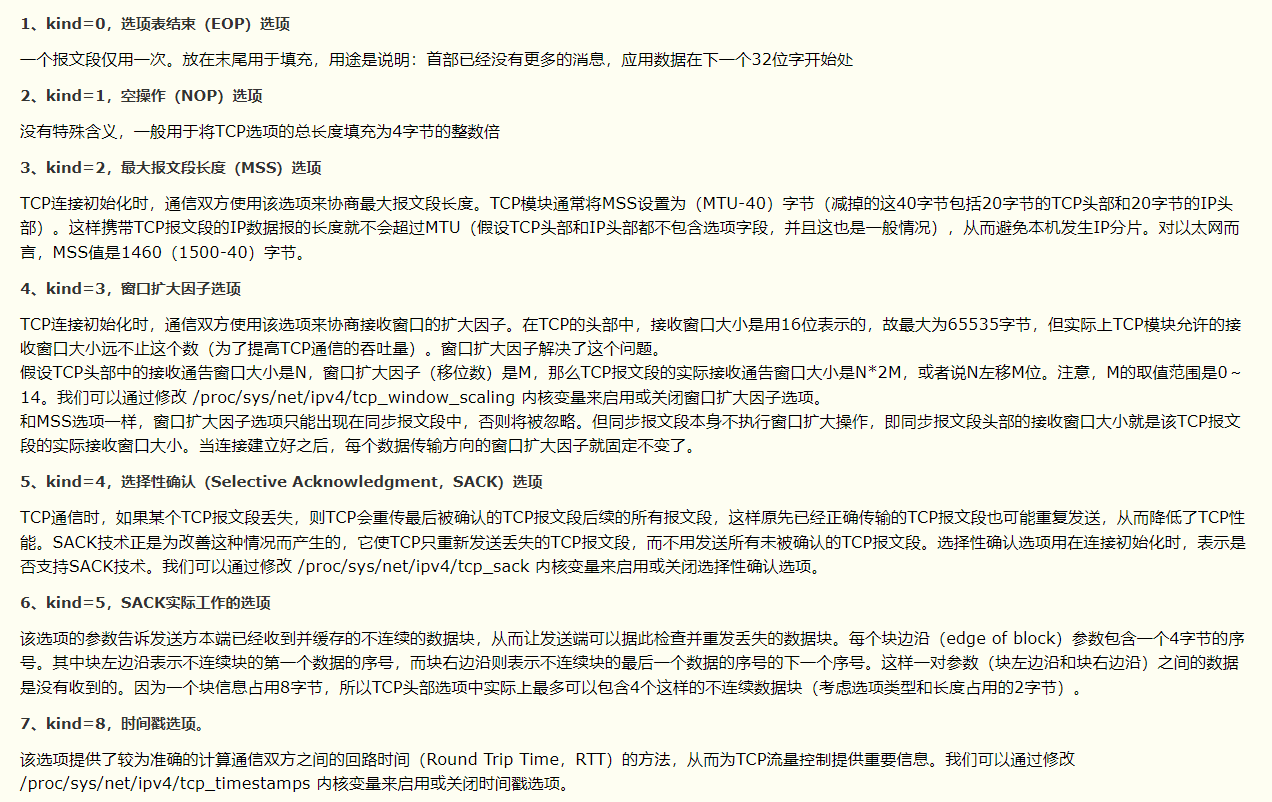 1、kind=0，选项表结束（EOP）选项
一个报文段仅用一次。放在末尾用于填充，用途是说明：首部已经没有更多的消息，应用数据在下一个32位字开始处
2、kind=1，空操作（NOP）选项
没有特殊含义，一般用于将TCP选项的总长度填充为4字节的整数倍
3、kind=2，最大报文段长度（MSS）选项
TCP连接初始化时，通信双方使用该选项来协商最大报文段长度。TCP模块通常将MSS设置为（MTU-40）字节（减掉的这40字节包括20字节的TCP头部和20字节的IP头
部）。这样携带TCP报文段的IP数据报的长度就不会超过MTU（假设TCP头部和IP头部都不包含选项字段，并且这也是一般情况），从而避免本机发生IP分片。对以太网而
言，MSS值是1460（1500-40）字节。
4、kind=3，窗口扩大因子选项
TCP连接初始化时，通信双方使用该选项来协商接收窗口的扩大因子。在TCP的头部中，接收窗口大小是用16位表示的，故最大为65535字节，但实际上TCP模块允许的接
收窗口大小远不止这个数（为了提高TCP通信的吞吐量）。窗口扩大因子解决了这个问题。
假设TCP头部中的接收通告窗口大小是N，窗口扩大因子（移位数）是M，那么TCP报文段的实际接收通告窗口大小是N*2M，或者说N左移M位。注意，M的取值范围是0～
14。我们可以通过修改 /proc/sys/net/ipv4/tcp_window_scaling 内核变量来启用或关闭窗口扩大因子选项。
和MSS选项一样，窗口扩大因子选项只能出现在同步报文段中，否则将被忽略。但同步报文段本身不执行窗口扩大操作，即同步报文段头部的接收窗口大小就是该TCP报文
段的实际接收窗口大小。当连接建立好之后，每个数据传输方向的窗口扩大因子就固定不变了。
5、kind=4，选择性确认（Selective Acknowledgment，SACK）选项
TCP通信时，如果某个TCP报文段丢失，则TCP会重传最后被确认的TCP报文段后续的所有报文段，这样原先已经正确传输的TCP报文段也可能重复发送，从而降低了TCP性
能。SACK技术正是为改善这种情况而产生的，它使TCP只重新发送丢失的TCP报文段，而不用发送所有未被确认的TCP报文段。选择性确认选项用在连接初始化时，表示是
否支持SACK技术。我们可以通过修改 /proc/sys/net/ipv4/tcp_sack 内核变量来启用或关闭选择性确认选项。
6、kind=5，SACK实际工作的选项
该选项的参数告诉发送方本端已经收到并缓存的不连续的数据块，从而让发送端可以据此检查并重发丢失的数据块。每个块边沿（edge of block）参数包含一个4字节的序
号。其中块左边沿表示不连续块的第一个数据的序号，而块右边沿则表示不连续块的最后一个数据的序号的下一个序号。这样一对参数（块左边沿和块右边沿）之间的数据
是没有收到的。因为一个块信息占用8字节，所以TCP头部选项中实际上最多可以包含4个这样的不连续数据块（考虑选项类型和长度占用的2字节）。
7、kind=8，时间戳选项。
该选项提供了较为准确的计算通信双方之间的回路时间（Round Trip Time，RTT）的方法，从而为TCP流量控制提供重要信息。我们可以通过修改
/proc/sys/net/ipv4/tcp_timestamps 内核变量来启用或关闭时间戳选项。